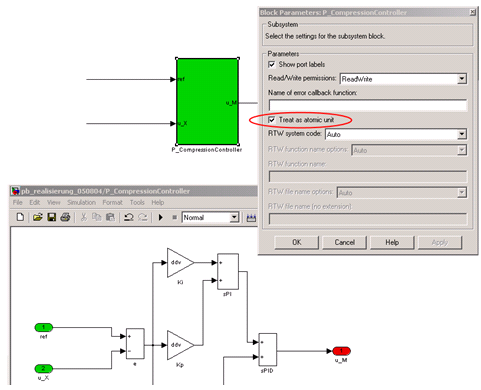 Block Parameters: P_CompressionController
Subsystem
Select the settings for the subsystem block.
Parameters
Show port labels
Read/Write permissions: ReadWrite
Name of error callback function:
Treat as atomic unit
RTW system code: Auto
RTW function name options: Auto
RTW function name:
RTW file name options: Auto
RTW file name (no extension):
OK Cancel Help Apply
ref
u_M
u_X
P_CompressionController
pb_realisierung_050804/P_CompressionController
File Edit View Simulation Format Tools Help
Normal
ddv
Ki
sPI
1
ref
2
u_X
e
ddv
Kp
sPID
1
u_M